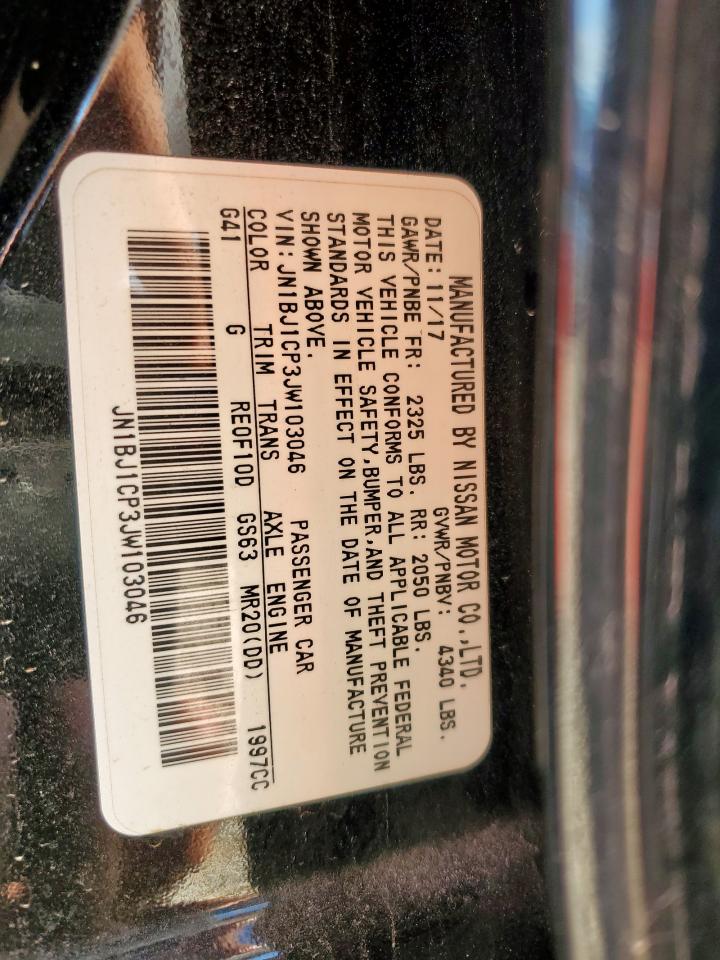 MANUFACTURED BY NISSAN MOTOR CO.,LTD.
DATE: 11/17 GVWR/PNBV: 4340 LBS.
GAWR/PNBE FR: 2325 LBS. RR: 2050 LBS.
THIS VEHICLE CONFORMS TO ALL APPLICABLE FEDERAL
MOTOR VEHICLE SAFETY,BUMPER,AND THEFT PREVENTION
STANDARDS IN EFFECT ON THE DATE OF MANUFACTURE
SHOWN ABOVE.
VIN: JN1BJ1CP3JW103046 PASSENGER CAR
COLOR TRIM TRANS AXLE ENGINE
G41 G RE0F10D GS63 MR20(DD) 1997CC
JN1BJ1CP3JW103046